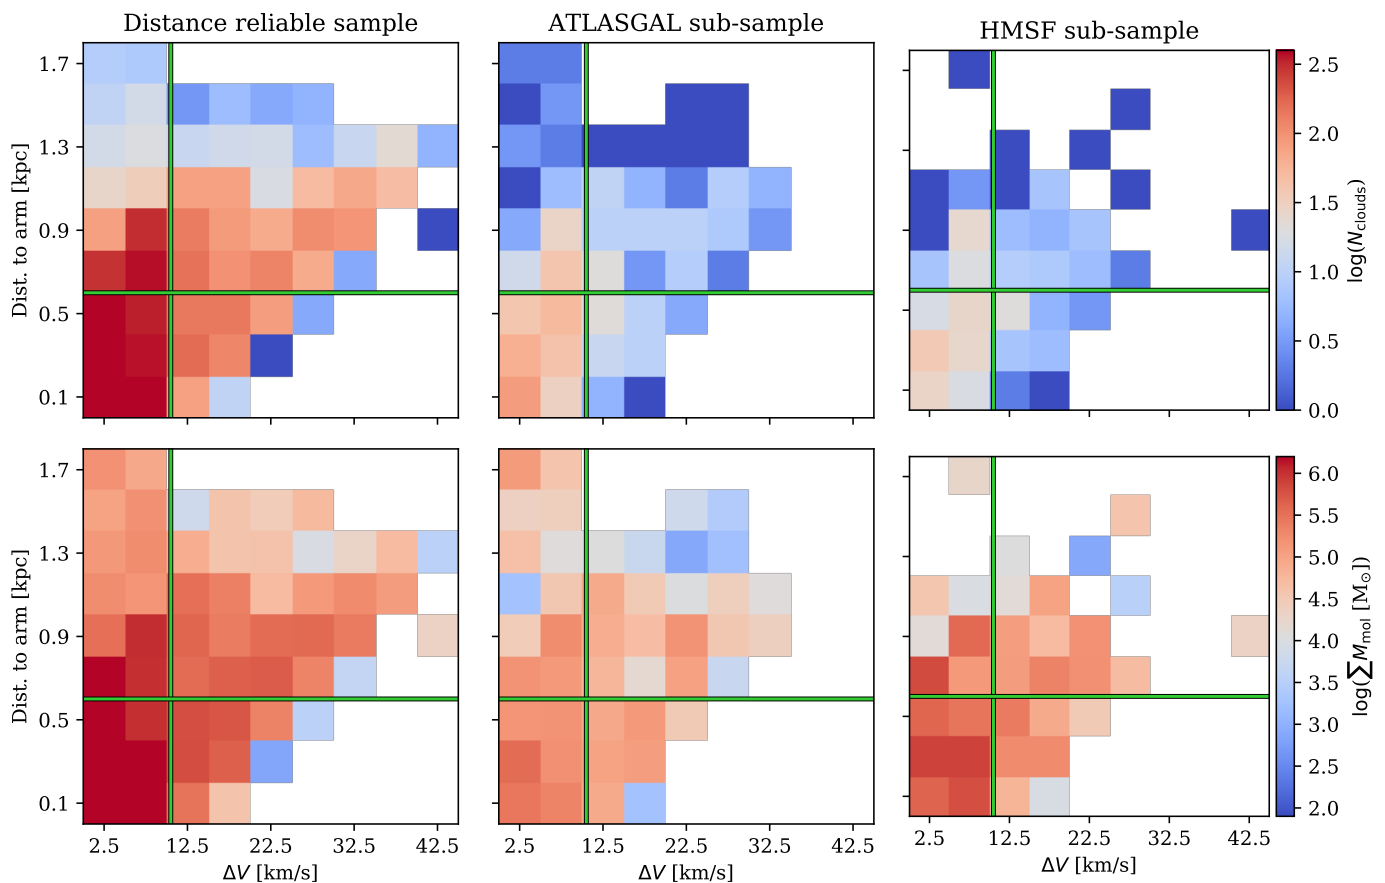 Distance reliable sample
ATLASGAL sub-sample
HMSF sub-sample
Dist. to arm [kpc]
1.7
1.3
0.9
0.5
0.1
2.5
2.0
1.5
1.0
0.5
0.0
log(N_clouds)
Dist. to arm [kpc]
1.7
1.3
0.9
0.5
0.1
2.5 12.5 22.5 32.5 42.5
ΔV [km/s]
2.5 12.5 22.5 32.5 42.5
ΔV [km/s]
2.5 12.5 22.5 32.5 42.5
ΔV [km/s]
6.0
5.5
5.0
4.5
4.0
3.5
3.0
2.5
2.0
log(∑M_mol [M_⊙])